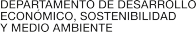 DEPARTAMENTO DE DESARROLLO
ECONÓMICO, SOSTENIBILIDAD
Y MEDIO AMBIENTE